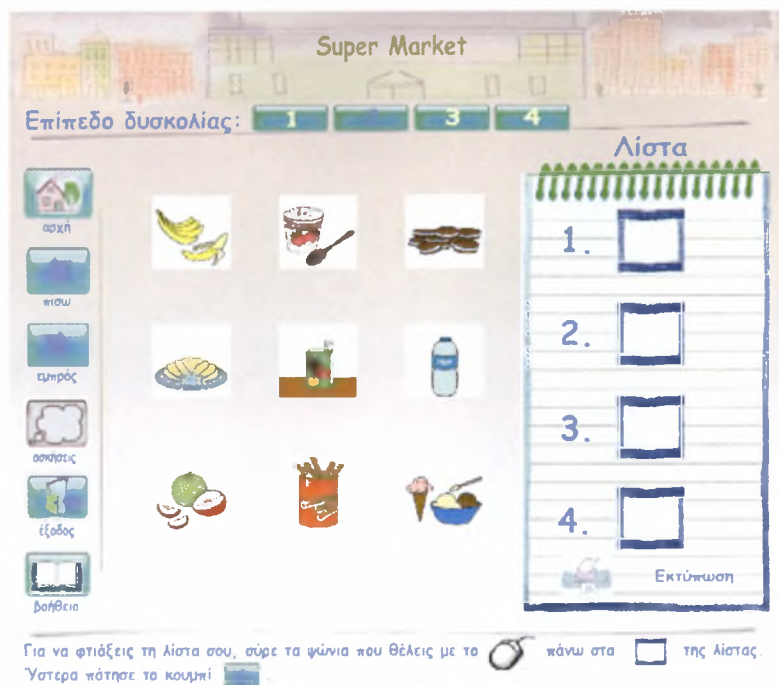 Super Market
Επίπεδο δυσκολίας: 1 2 3 4
Λίστα
αρχή
πίσω
εμπρός
ασκήσεις
έξοδος
βοήθεια
1.
2.
3.
4.
Εκτύπωση
Για να φτιάξεις τη λίστα σου, σύρε τα ψώνια που θέλεις με το πάνω στα της λίστας.
Ύστερα πάτησε το κουμπί .